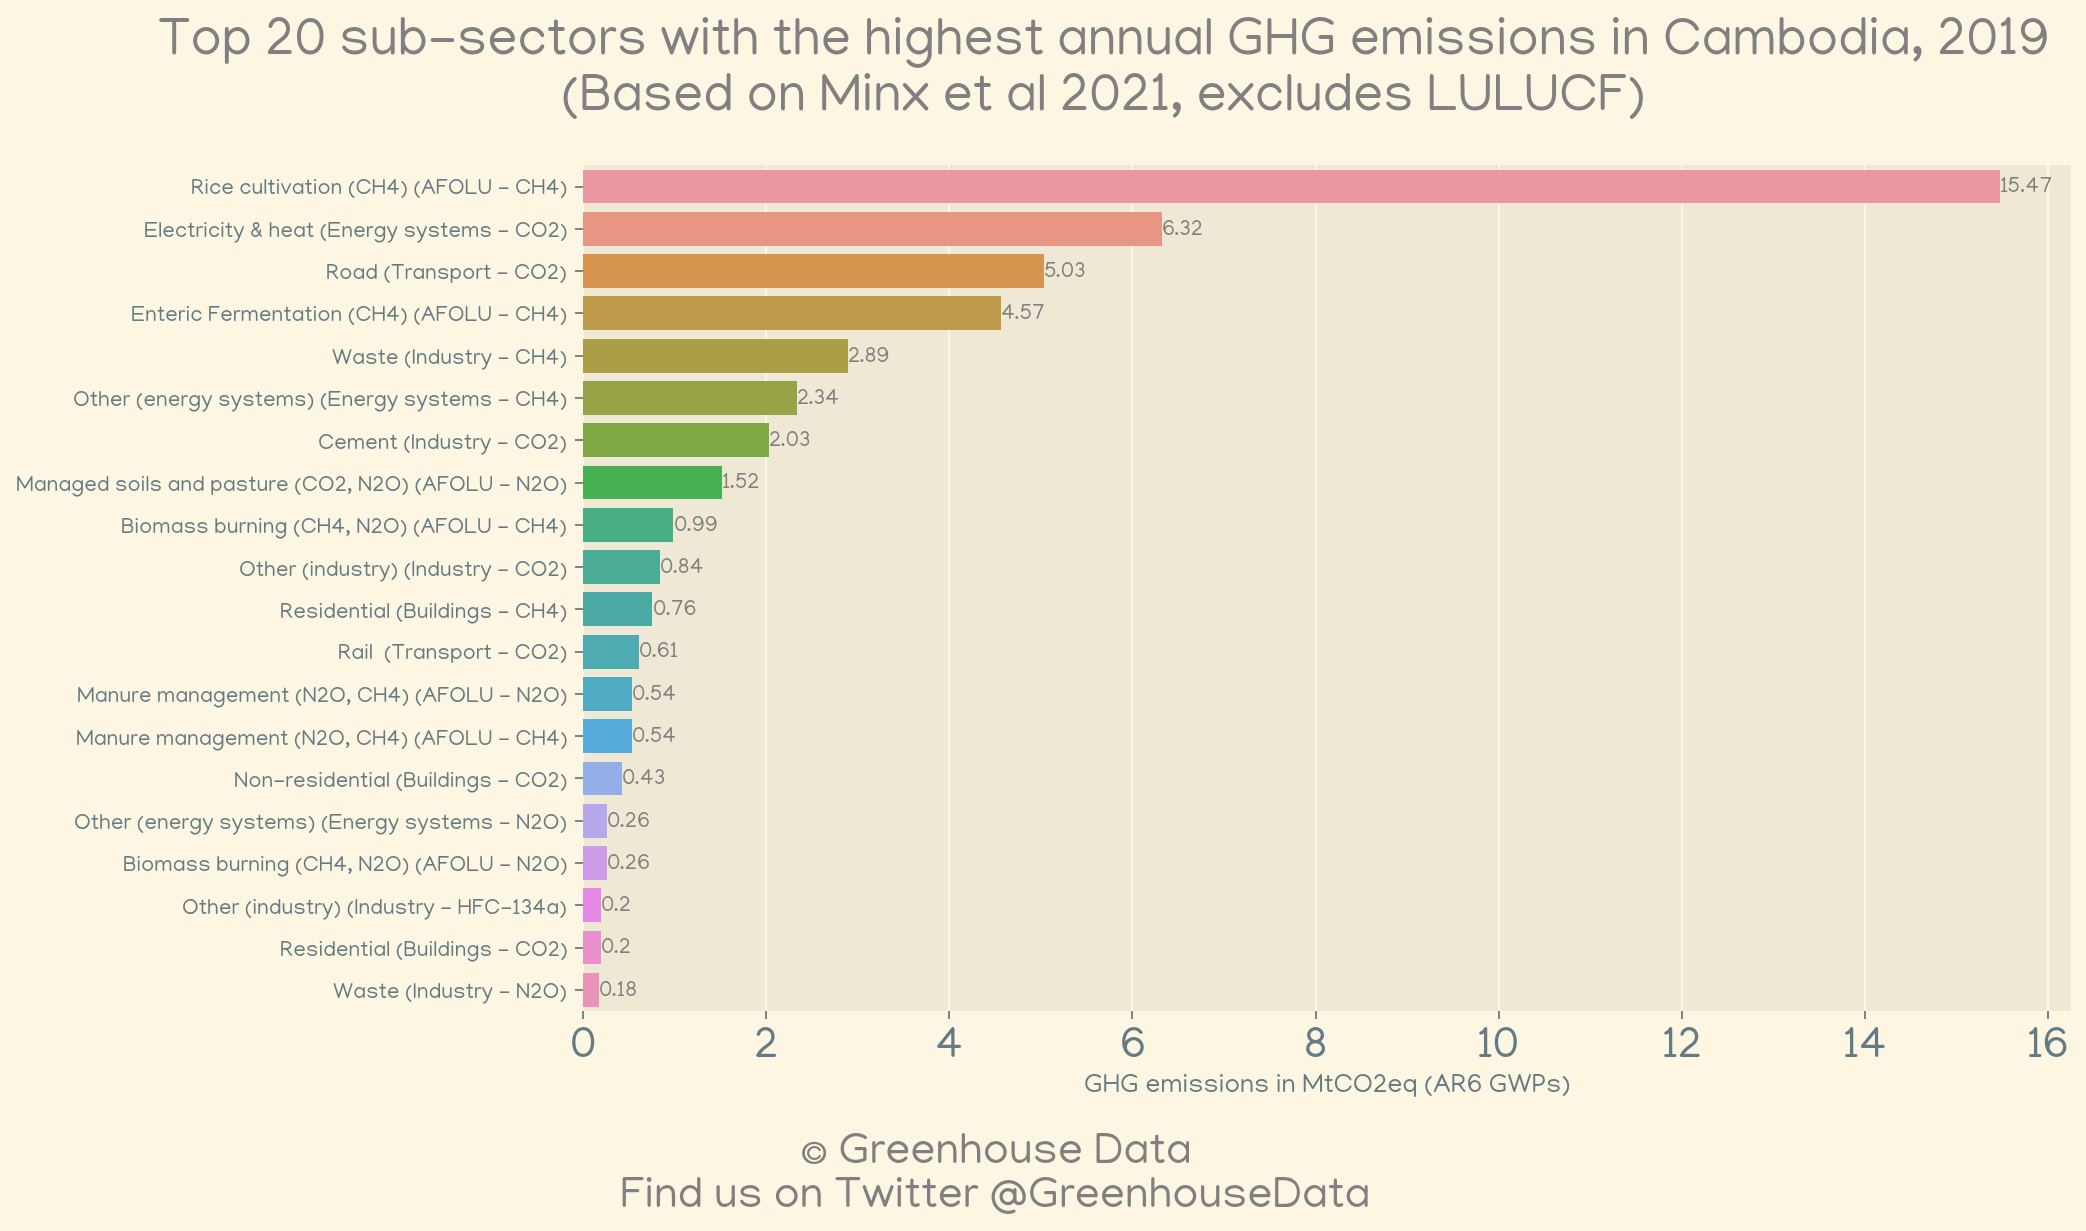 Top 20 sub-sectors with the highest annual GHG emissions in Cambodia, 2019
(Based on Minx et al 2021, excludes LULUCF)
Rice cultivation (CH4) (AFOLU - CH4) 15.47
Electricity & heat (Energy systems - CO2) 6.32
Road (Transport - CO2) 5.03
Enteric Fermentation (CH4) (AFOLU - CH4) 4.57
Waste (Industry - CH4) 2.89
Other (energy systems) (Energy systems - CH4) 2.34
Cement (Industry - CO2) 2.03
Managed soils and pasture (CO2, N2O) (AFOLU - N2O) 1.52
Biomass burning (CH4, N2O) (AFOLU - CH4) 0.99
Other (industry) (Industry - CO2) 0.84
Residential (Buildings - CH4) 0.76
Rail  (Transport - CO2) 0.61
Manure management (N2O, CH4) (AFOLU - N2O) 0.54
Manure management (N2O, CH4) (AFOLU - CH4) 0.54
Non-residential (Buildings - CO2) 0.43
Other (energy systems) (Energy systems - N2O) 0.26
Biomass burning (CH4, N2O) (AFOLU - N2O) 0.26
Other (industry) (Industry - HFC-134a) 0.2
Residential (Buildings - CO2) 0.2
Waste (Industry - N2O) 0.18
0 2 4 6 8 10 12 14 16
GHG emissions in MtCO2eq (AR6 GWPs)
© Greenhouse Data
Find us on Twitter @GreenhouseData